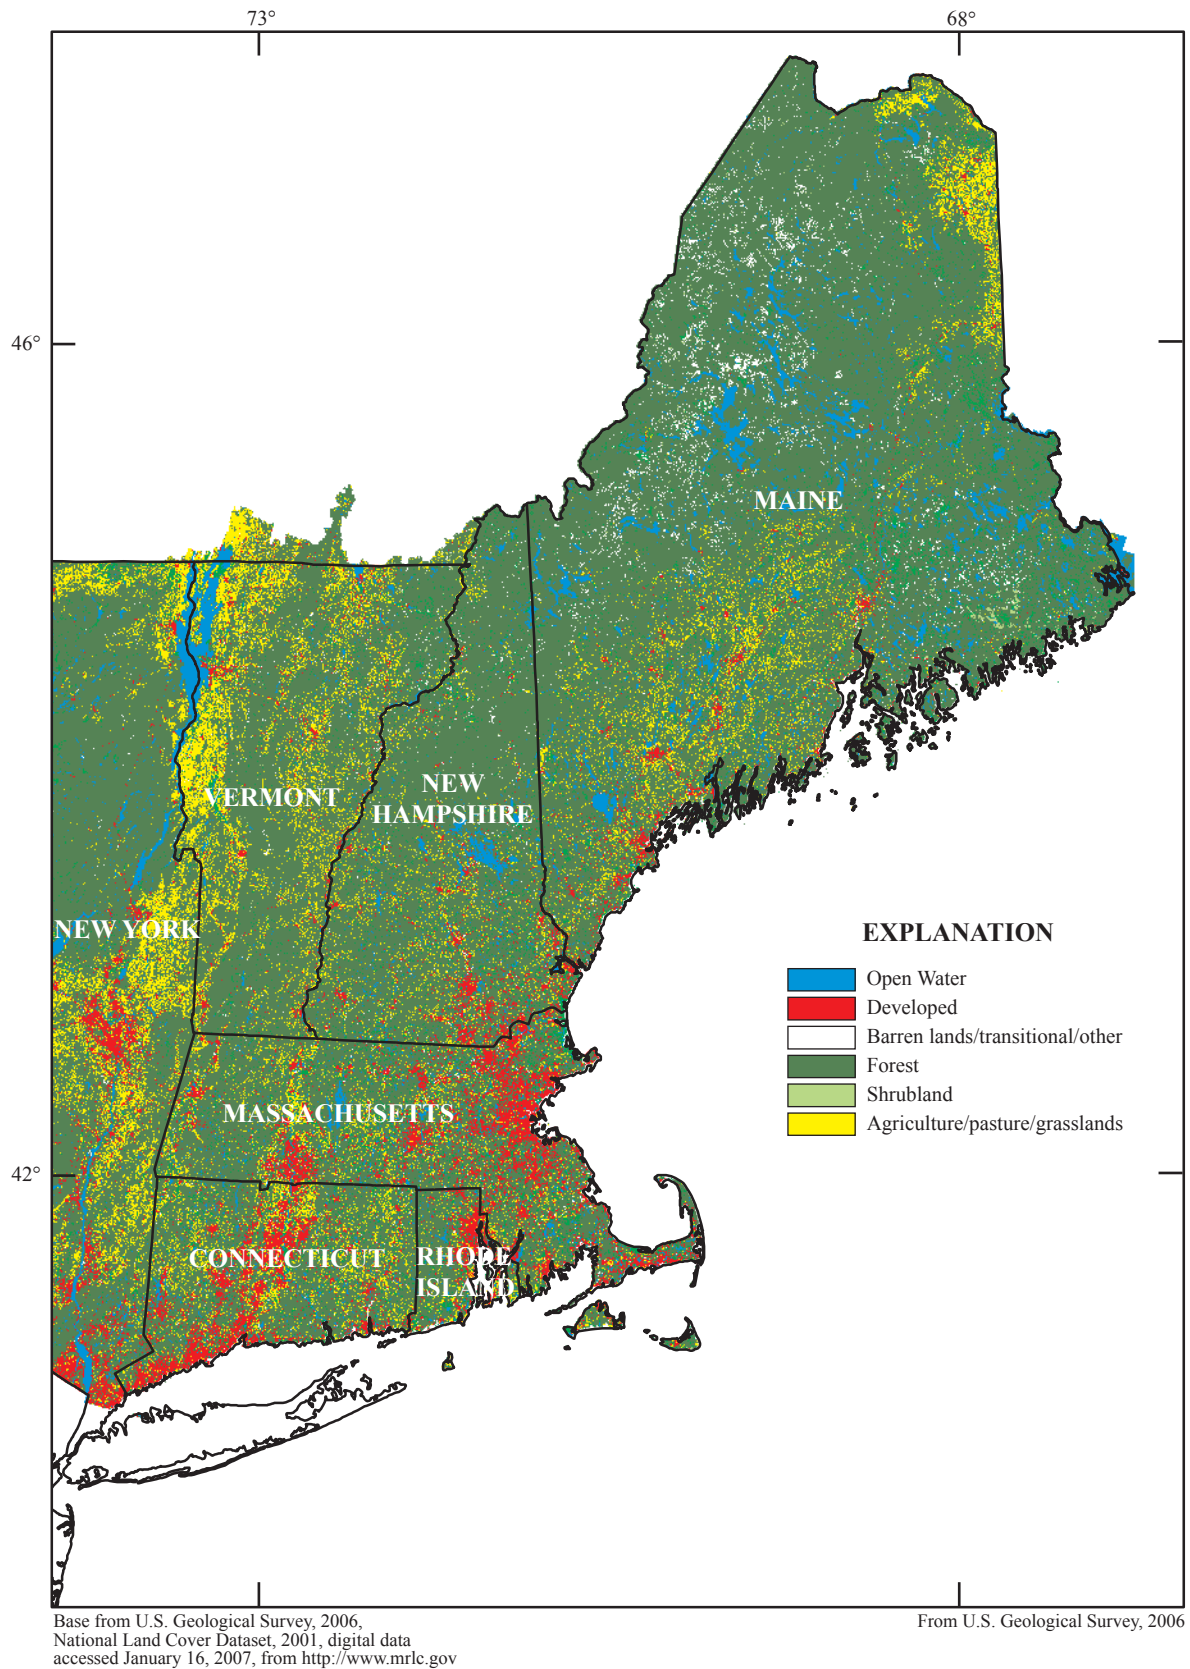 73°
68°
46°
MAINE
NEW
HAMPSHIRE
VERMONT
NEW YORK
EXPLANATION
Open Water
Developed
Barren lands/transitional/other
Forest
Shrubland
Agriculture/pasture/grasslands
MASSACHUSETTS
42°
CONNECTICUT
RHODE
ISLAND
Base from U.S. Geological Survey, 2006,
National Land Cover Dataset, 2001, digital data
accessed January 16, 2007, from http://www.mrlc.gov
From U.S. Geological Survey, 2006